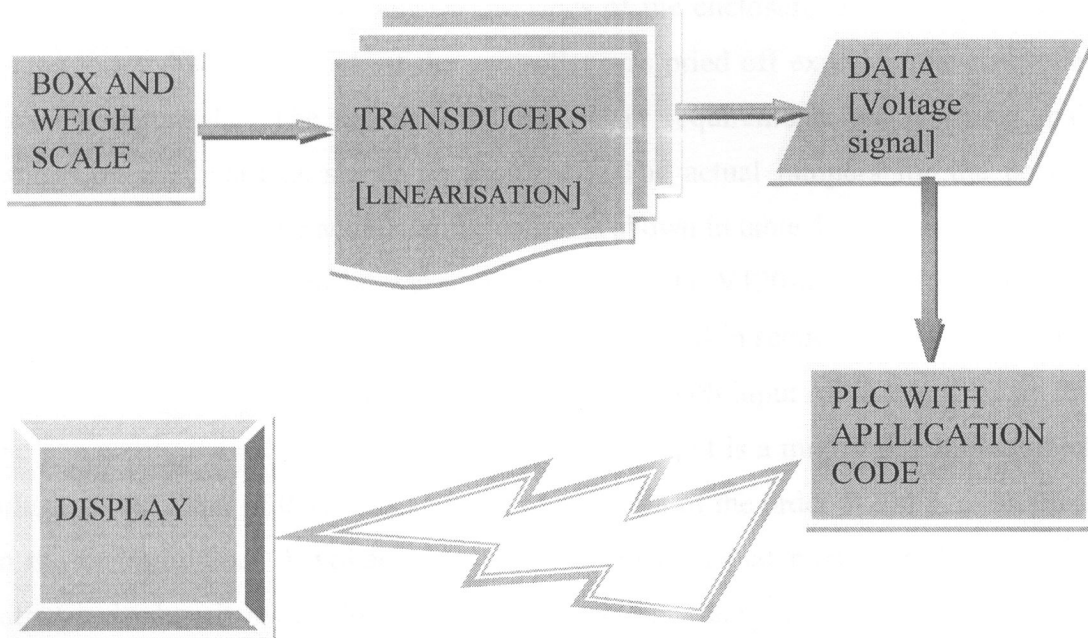 BOX AND
WEIGH
SCALE
TRANSDUCERS
[LINEARISATION]
DATA
[Voltage
signal]
PLC WITH
APLLICATION
CODE
DISPLAY